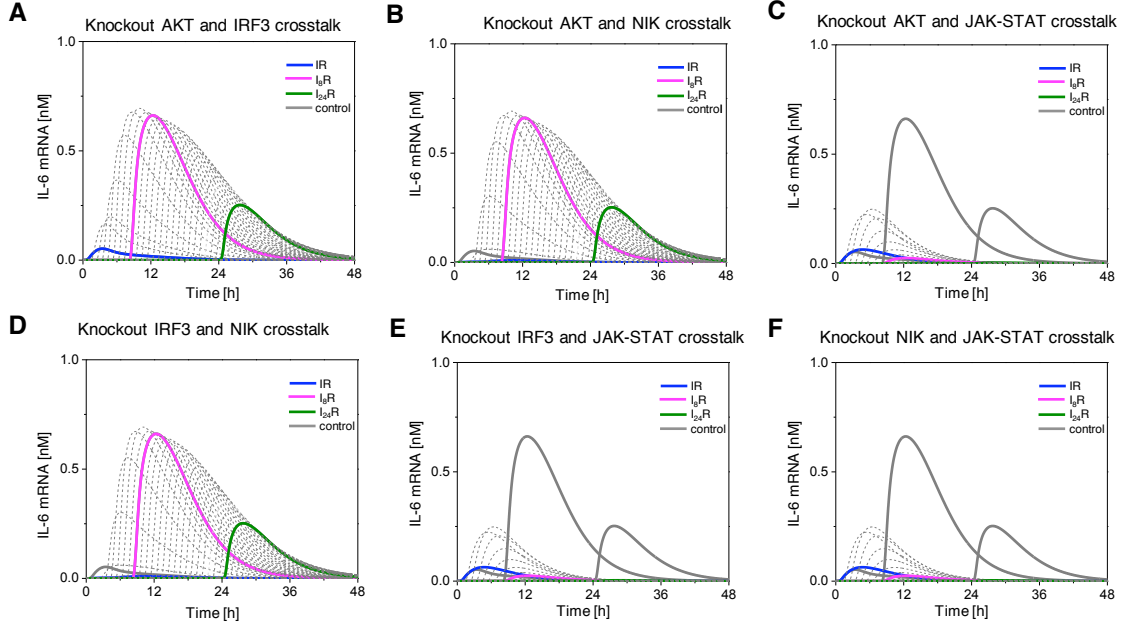 A
Knockout AKT and IRF3 crosstalk
1.0
0.5
0.0
IL-6 mRNA [nM]
IR
I₈R
I₂₄R
control
0 12 24 36 48
Time [h]
B
Knockout AKT and NIK crosstalk
1.0
0.5
0.0
IL-6 mRNA [nM]
IR
I₈R
I₂₄R
control
0 12 24 36 48
Time [h]
C
Knockout AKT and JAK-STAT crosstalk
1.0
0.5
0.0
IL-6 mRNA [nM]
IR
I₈R
I₂₄R
control
0 12 24 36 48
Time [h]
D
Knockout IRF3 and NIK crosstalk
1.0
0.5
0.0
IL-6 mRNA [nM]
IR
I₈R
I₂₄R
control
0 12 24 36 48
Time [h]
E
Knockout IRF3 and JAK-STAT crosstalk
1.0
0.5
0.0
IL-6 mRNA [nM]
IR
I₈R
I₂₄R
control
0 12 24 36 48
Time [h]
F
Knockout NIK and JAK-STAT crosstalk
1.0
0.5
0.0
IL-6 mRNA [nM]
IR
I₈R
I₂₄R
control
0 12 24 36 48
Time [h]